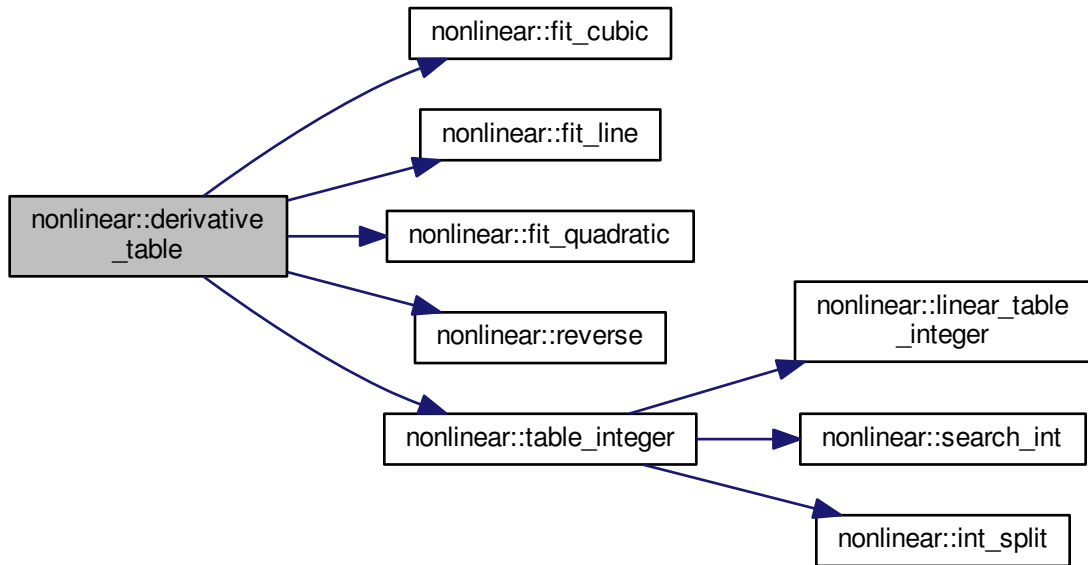 nonlinear::fit_cubic
nonlinear::fit_line
nonlinear::derivative
_table
nonlinear::fit_quadratic
nonlinear::reverse
nonlinear::linear_table
_integer
nonlinear::table_integer
nonlinear::search_int
nonlinear::int_split